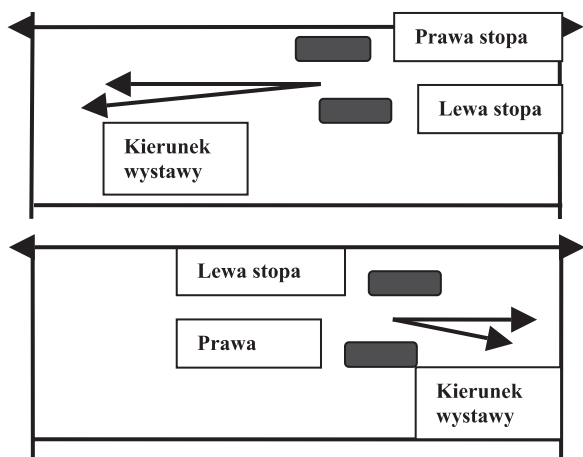 Prawa stopa
Lewa stopa
Kierunek
wystawy
Lewa stopa
Prawa
Kierunek
wystawy